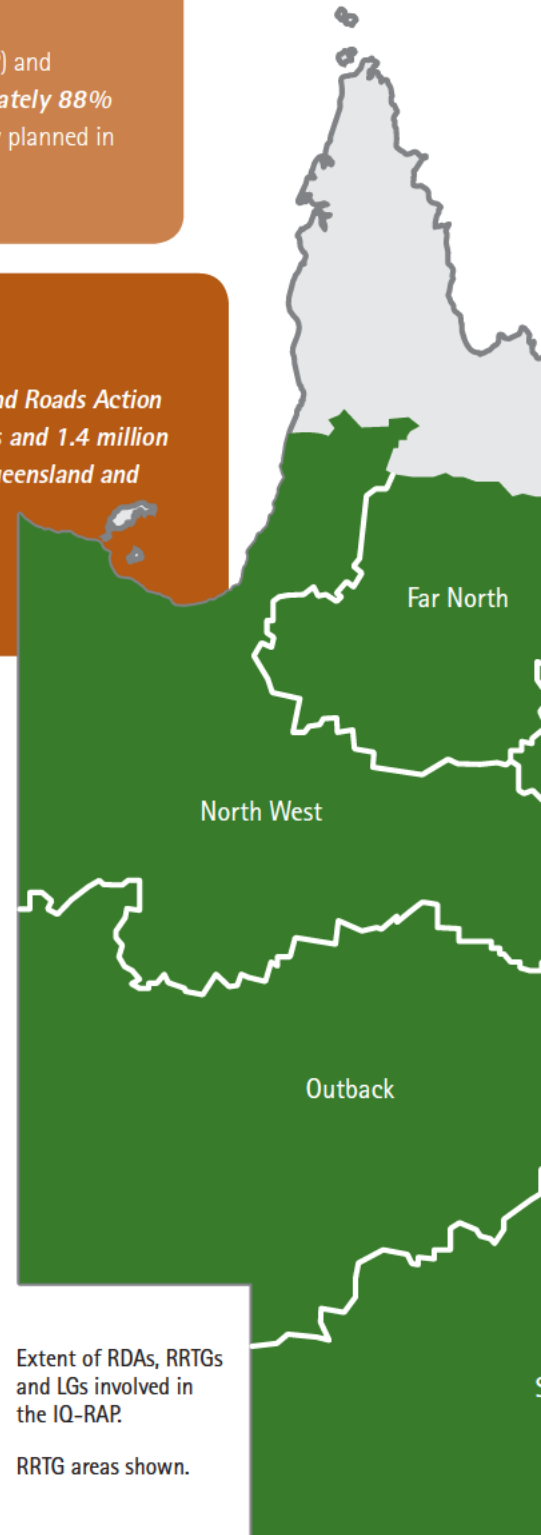 ) and
ately 88%
planned in
nd Roads Action
s and 1.4 million
ueensland and
Far North
North West
Outback
Extent of RDAs, RRTGs
and LGs involved in
the IQ-RAP.
RRTG areas shown.
S